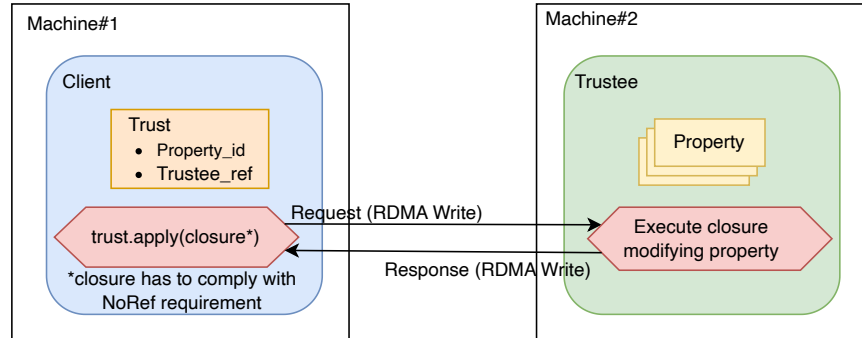 Machine#1
Client
Trust
• Property_id
• Trustee_ref
trust.apply(closure*)
*closure has to comply with
NoRef requirement
Request (RDMA Write)
Response (RDMA Write)
Machine#2
Trustee
Property
Execute closure
modifying property